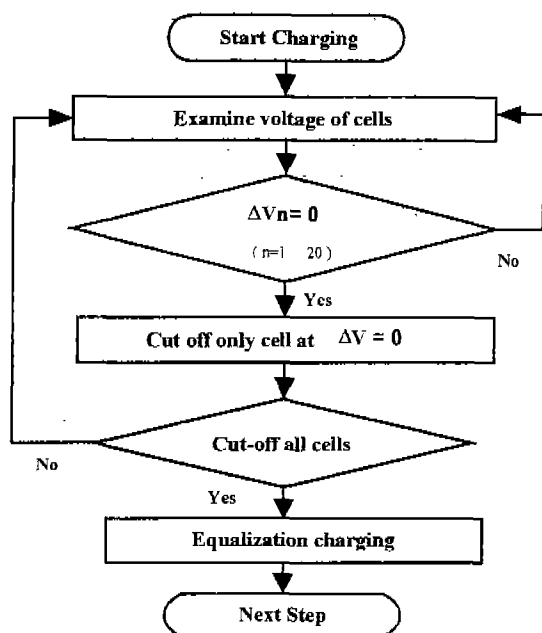 Start Charging
Examine voltage of cells
ΔVn= 0
( n=1 20 )
No
Yes
Cut off only cell at ΔV = 0
Cut-off all cells
No
Yes
Equalization charging
Next Step